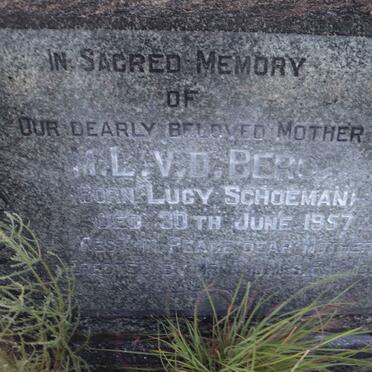 IN SACRED MEMORY
OF
OUR DEARLY BELOVED MOTHER
M.L.V.D. BERG
(BORN LUCY SCHOEMAN)
DIED 30TH JUNE 1957
REST IN PEACE DEAR MOTHER